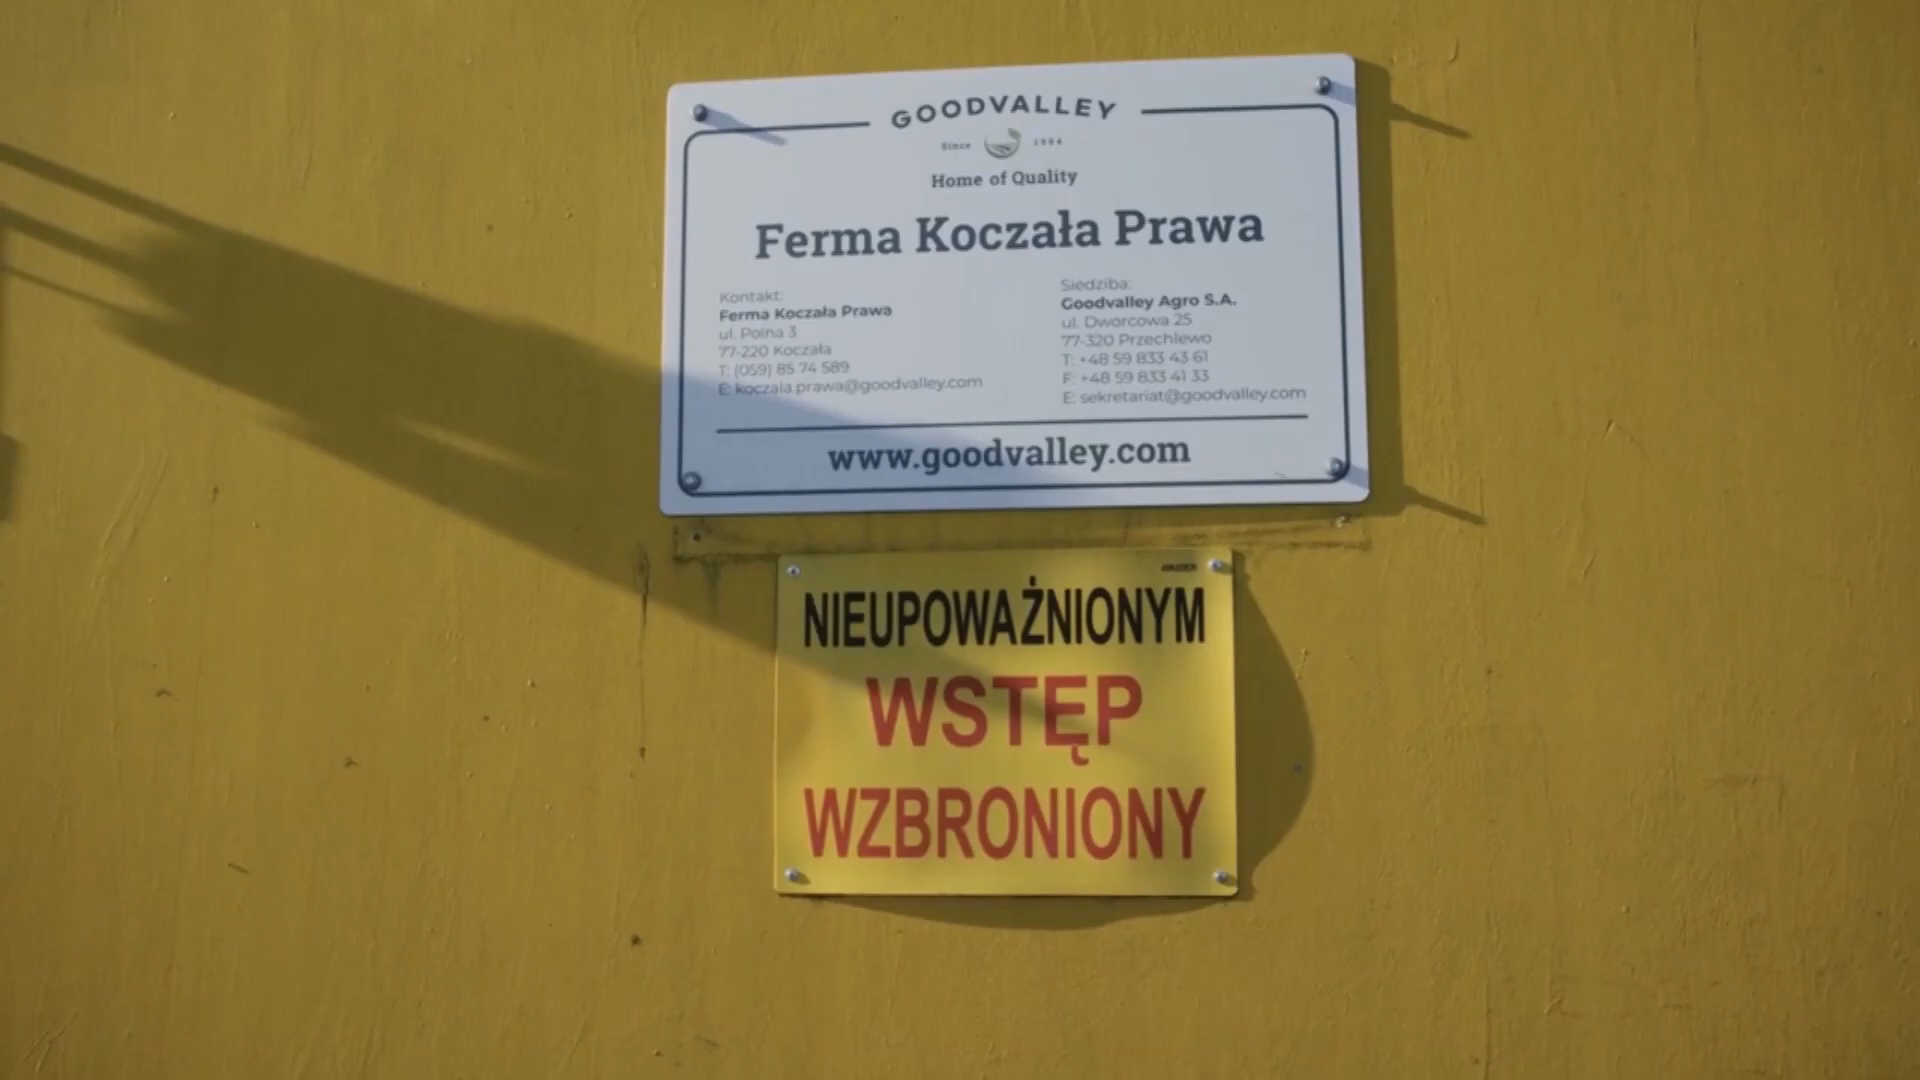 GOODVALLEY
Since 1994
Home of Quality
Ferma Koczała Prawa
Kontakt:
Ferma Koczała Prawa
ul. Polna 3
77-220 Koczała
T: (059) 85 74 589
E: koczala.prawa@goodvalley.com
Siedziba:
Goodvalley Agro S.A.
ul. Dworcowa 25
77-320 Przechlewo
T: +48 59 833 43 61
F: +48 59 833 41 33
E: sekretariat@goodvalley.com
www.goodvalley.com
NIEUPOWAŻNIONYM
WSTĘP
WZBRONIONY